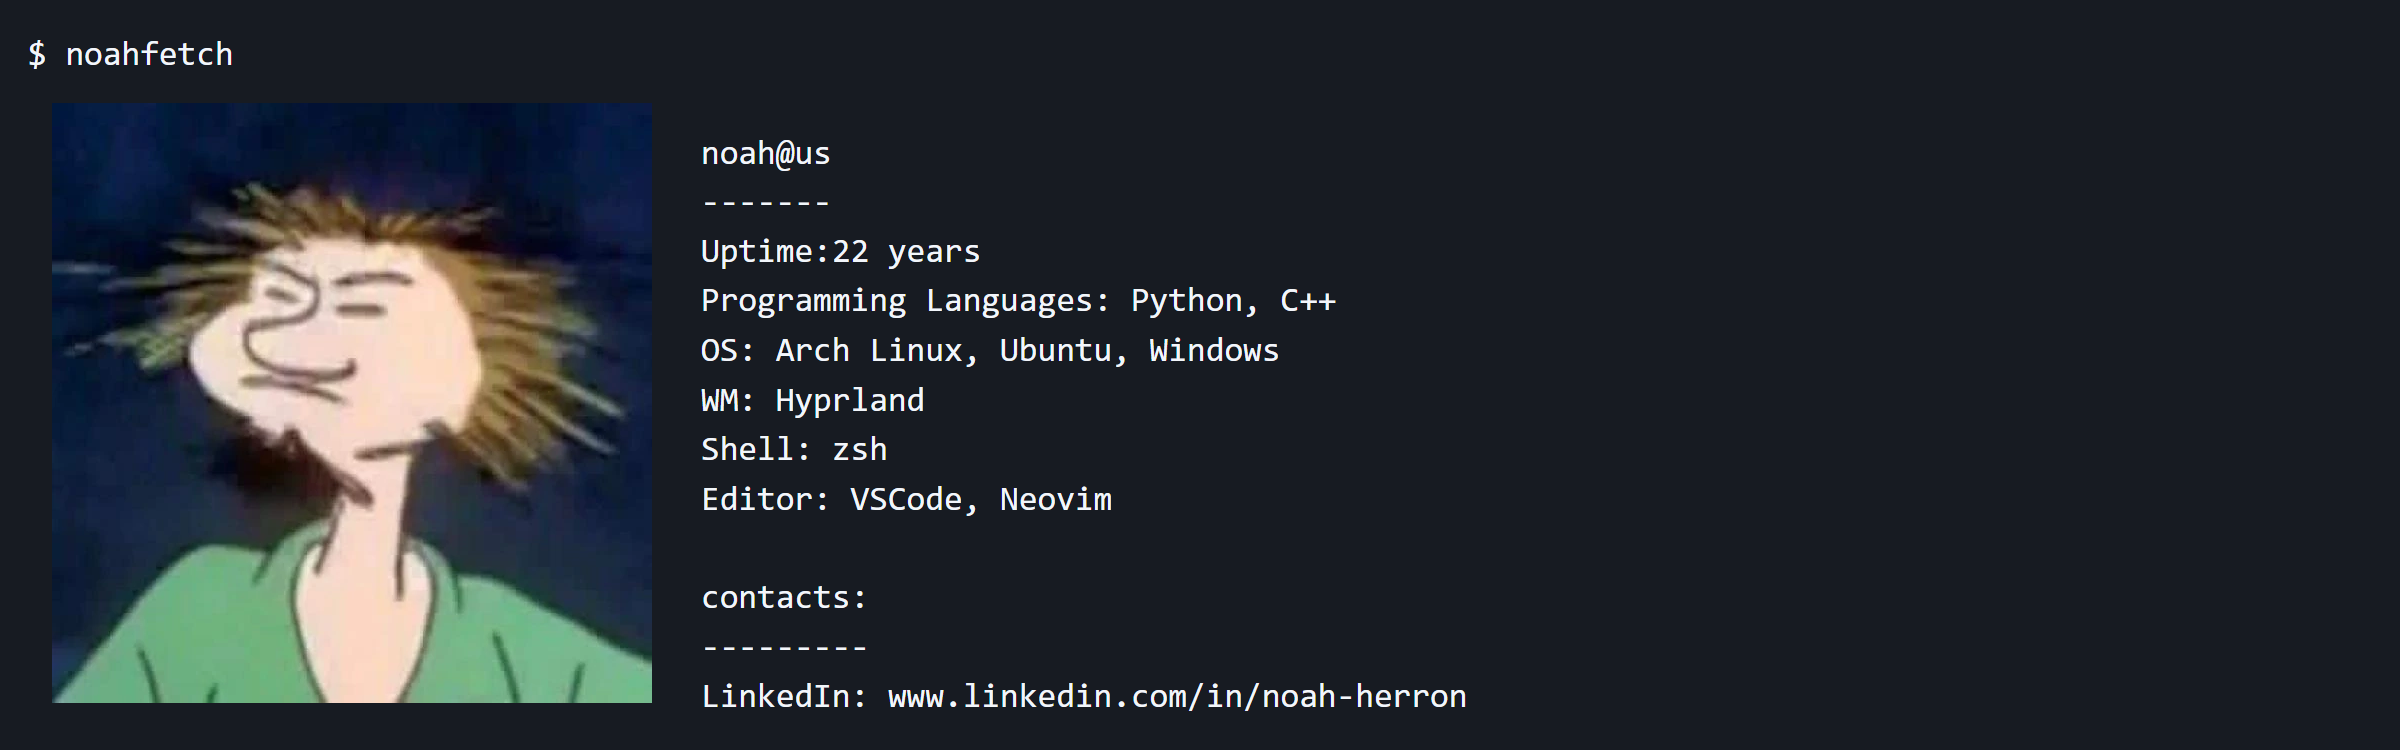 $ noahfetch
noah@us
-------
Uptime:22 years
Programming Languages: Python, C++
OS: Arch Linux, Ubuntu, Windows
WM: Hyprland
Shell: zsh
Editor: VSCode, Neovim
contacts:
---------
LinkedIn: www.linkedin.com/in/noah-herron